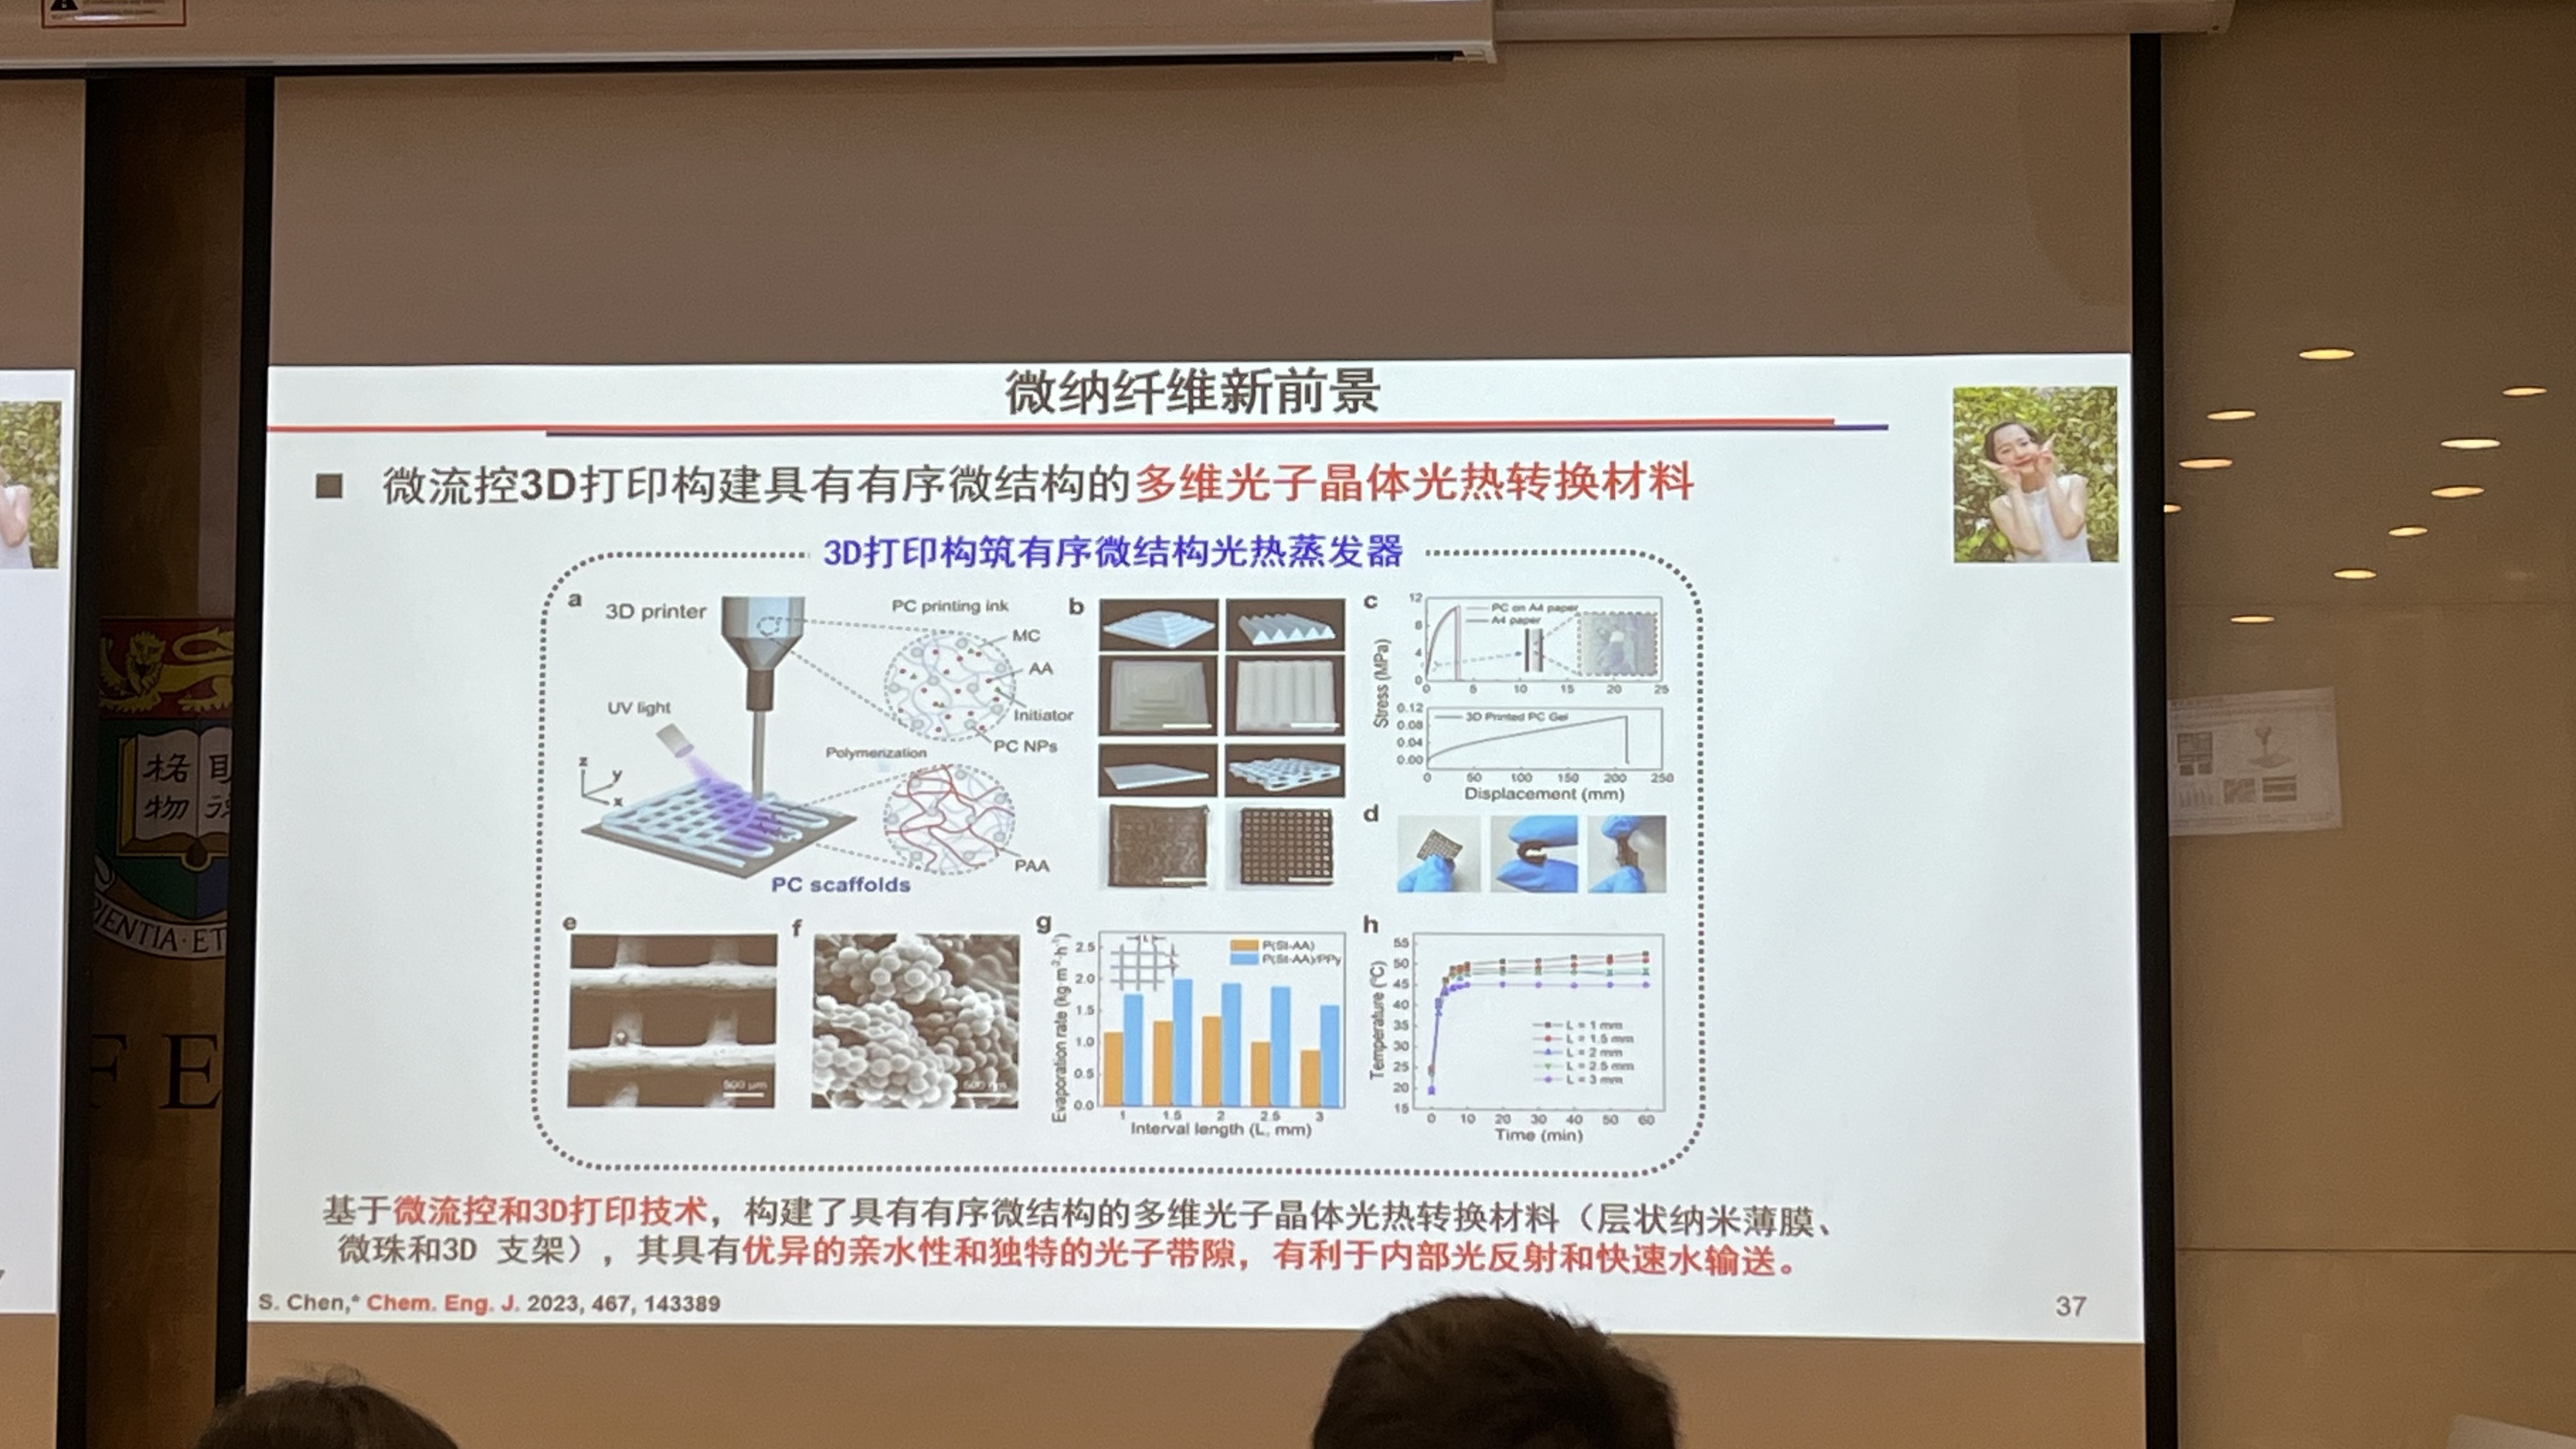 微纳纤维新前景
■ 微流控3D打印构建具有有序微结构的多维光子晶体光热转换材料
3D打印构筑有序微结构光热蒸发器
a
3D printer
PC printing ink
MC
AA
Initiator
PC NPs
UV light
Polymerization
z
y
x
PAA
PC scaffolds
b
c
Stress (MPa)
12
8
4
0
PC on A4 paper
A4 paper
0 5 10 15 20 25
0.12
0.08
0.04
0.00
3D Printed PC Gel
0 50 100 150 200 250
Displacement (mm)
d
e
500 μm
f
g
Evaporation rate (kg·m⁻²·h⁻¹)
2.5
2.0
1.5
1.0
0.5
0.0
L
P(St-AA)
P(St-AA)/PPy
1 1.5 2 2.5 3
Interval length (L, mm)
h
Temperature (°C)
55
50
45
40
35
30
25
20
15
L = 1 mm
L = 1.5 mm
L = 2 mm
L = 2.5 mm
L = 3 mm
0 10 20 30 40 50 60
Time (min)
基于微流控和3D打印技术，构建了具有有序微结构的多维光子晶体光热转换材料（层状纳米薄膜、
微珠和3D 支架），其具有优异的亲水性和独特的光子带隙，有利于内部光反射和快速水输送。
S. Chen,* Chem. Eng. J. 2023, 467, 143389
37
格
物
明
IENTIA·ET
F E